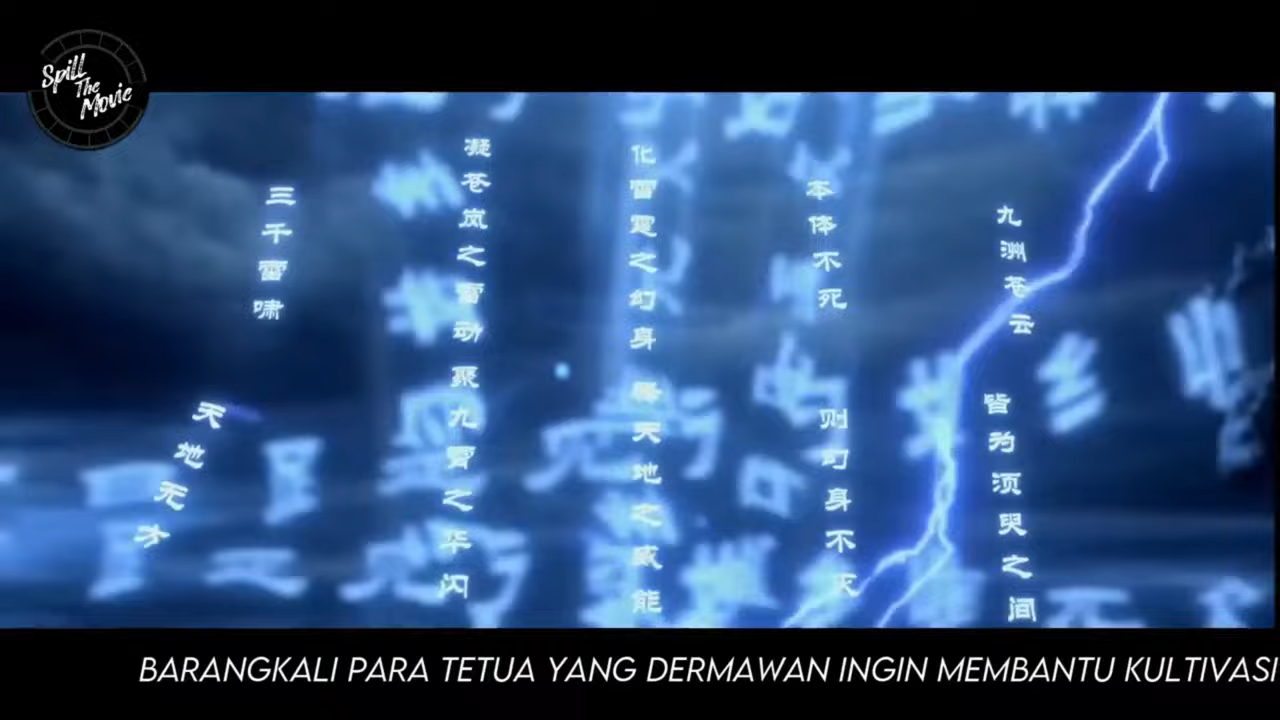 Spill
The
Movie
三千雷啸 天地无
凝苍岚之雷动 聚九霄之华闪
化雷霆之幻身 天地之威能
本体不死 则幻身不灭
九洲苍云 皆为须臾之间
BARANGKALI PARA TETUA YANG DERMAWAN INGIN MEMBANTU KULTIVASI